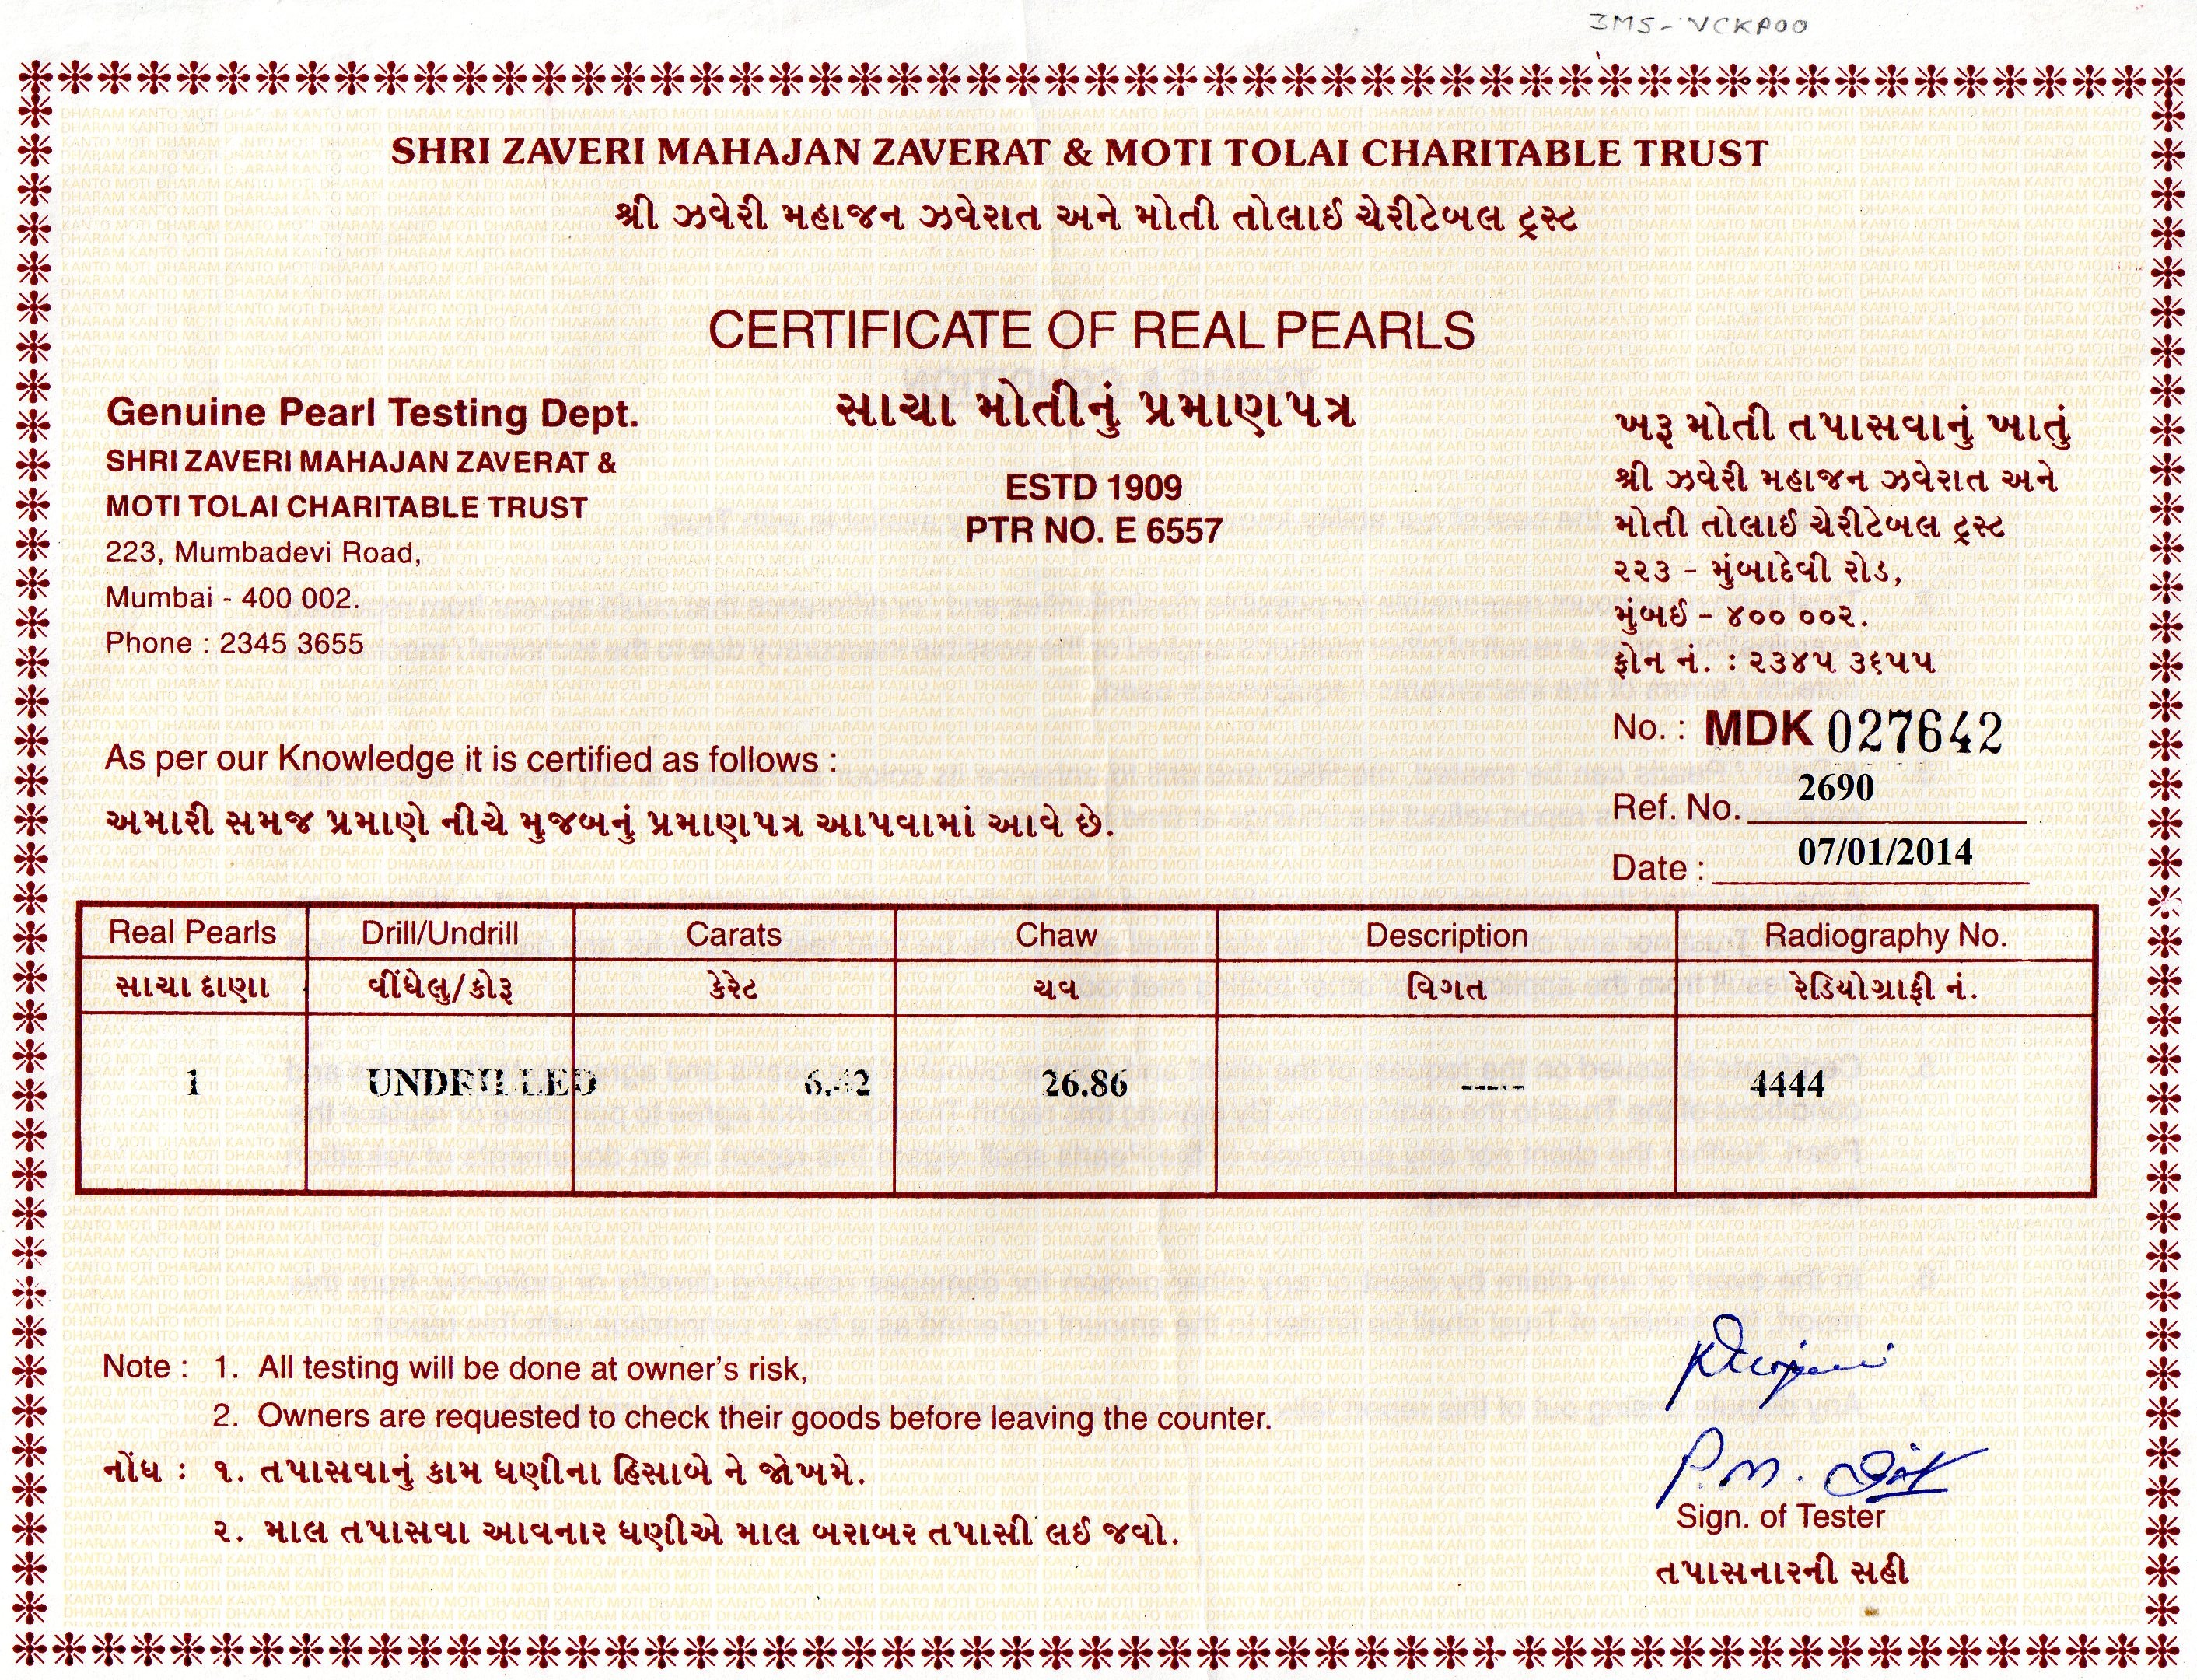 3MS-VCKP00
SHRI ZAVERI MAHAJAN ZAVERAT & MOTI TOLAI CHARITABLE TRUST
શ્રી ઝવેરી મહાજન ઝવેરાત અને મોતી તોલાઈ ચેરીટેબલ ટ્રસ્ટ
CERTIFICATE OF REAL PEARLS
સાચા મોતીનું પ્રમાણપત્ર
ESTD 1909
PTR NO. E 6557
Genuine Pearl Testing Dept.
SHRI ZAVERI MAHAJAN ZAVERAT &
MOTI TOLAI CHARITABLE TRUST
223, Mumbadevi Road,
Mumbai - 400 002.
Phone : 2345 3655
ખરૂ મોતી તપાસવાનું ખાતું
શ્રી ઝવેરી મહાજન ઝવેરાત અને
મોતી તોલાઈ ચેરીટેબલ ટ્રસ્ટ
૨૨૩ - મુંબાદેવી રોડ,
મુંબઈ - ૪૦૦ ૦૦૨.
ફોન નં. : ૨૩૪૫ ૩૬૫૫
No. : MDK 027642
Ref. No. 2690
Date : 07/01/2014
As per our Knowledge it is certified as follows :
અમારી સમજ પ્રમાણે નીચે મુજબનું પ્રમાણપત્ર આપવામાં આવે છે.
Real Pearls Drill/Undrill Carats Chaw Description Radiography No.
સાચા દાણા વીંધેલુ/કોરૂ કેરેટ ચવ વિગત રેડિયોગ્રાફી નં.
1 UNDRILLED 6.42 26.86 ----- 4444
Note : 1. All testing will be done at owner's risk,
2. Owners are requested to check their goods before leaving the counter.
નોંધ : ૧. તપાસવાનું કામ ધણીના હિસાબે ને જોખમે.
૨. માલ તપાસવા આવનાર ધણીએ માલ બરાબર તપાસી લઈ જવો.
P.M.
Sign. of Tester
તપાસનારની સહી